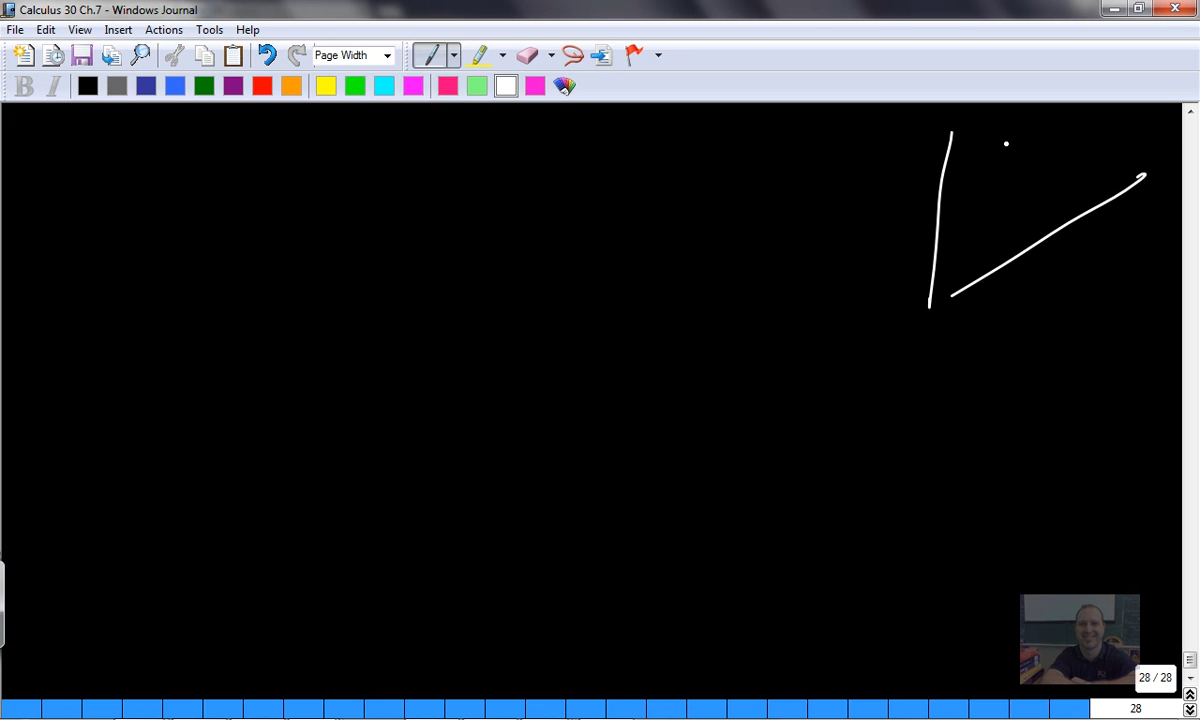 Calculus 30 Ch.7 - Windows Journal
File Edit View Insert Actions Tools Help
Page Width
B I
28 / 28
28